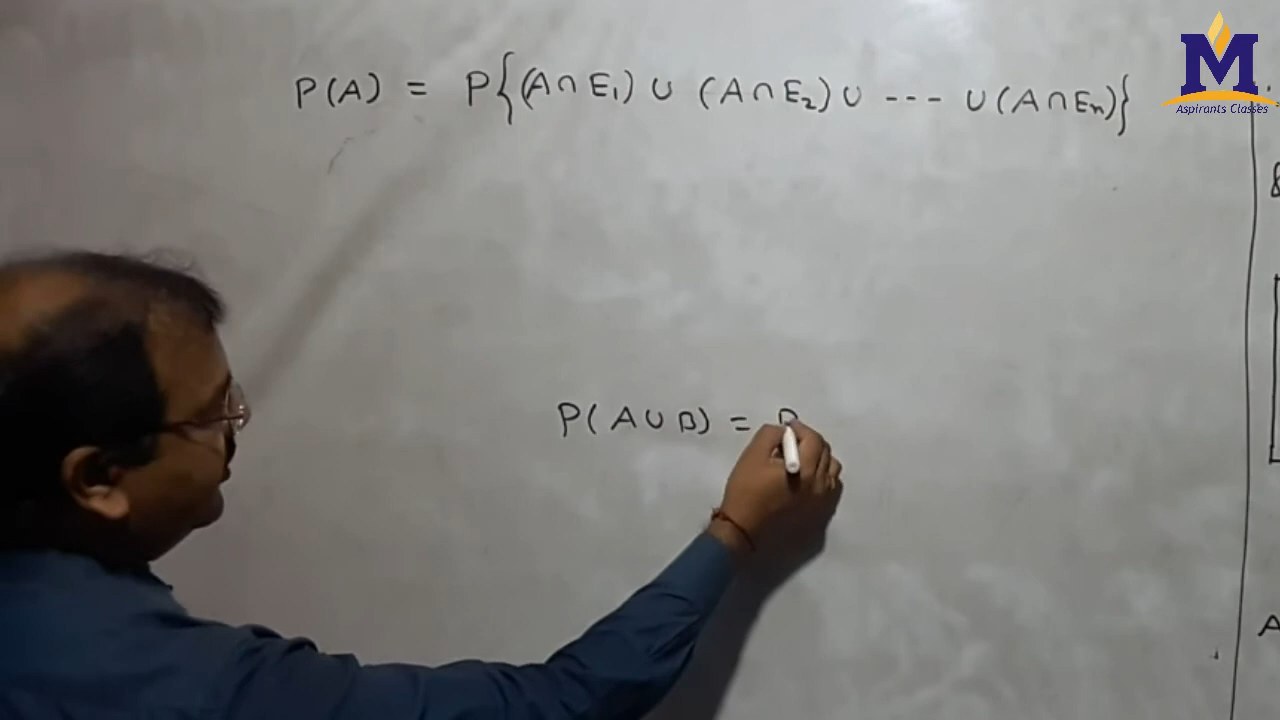 P(A) = P{(A∩E₁) ∪ (A∩E₂) ∪ --- ∪ (A∩Eₙ)}
M
Aspirants Classes
P(A∪B) = P
A